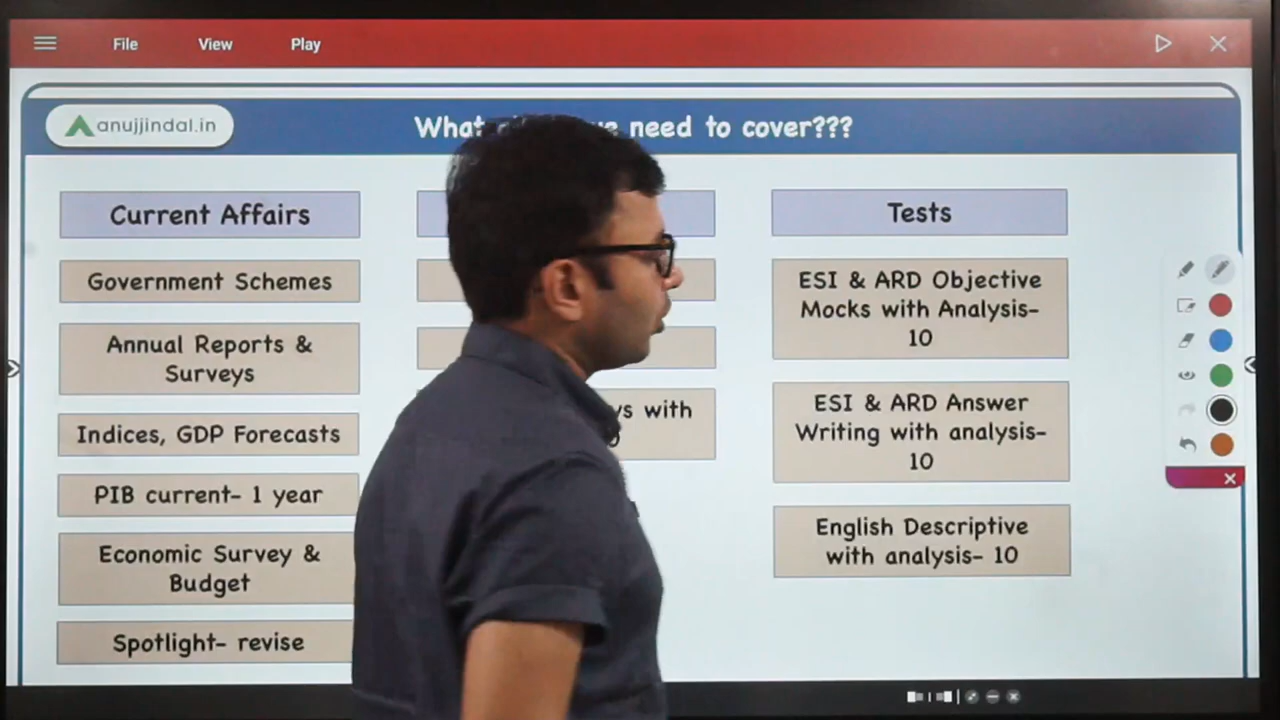 File View Play
anujjindal.in
What need to cover???
Current Affairs
Government Schemes
Annual Reports &
Surveys
Indices, GDP Forecasts
PIB current- 1 year
Economic Survey &
Budget
Spotlight- revise
with
Tests
ESI & ARD Objective
Mocks with Analysis-
10
ESI & ARD Answer
Writing with analysis-
10
English Descriptive
with analysis- 10